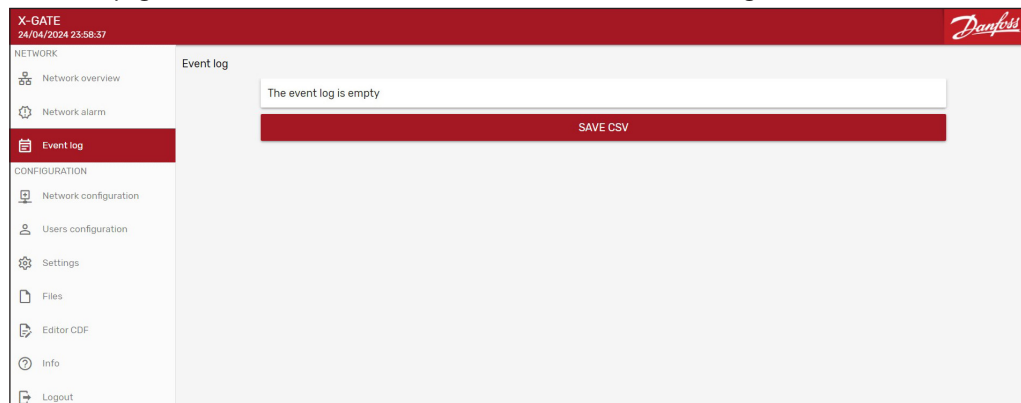 X-GATE
24/04/2024 23:58:37
Danfoss
NETWORK
Network overview
Network alarm
Event log
CONFIGURATION
Network configuration
Users configuration
Settings
Files
Editor CDF
Info
Logout
Event log
The event log is empty
SAVE CSV